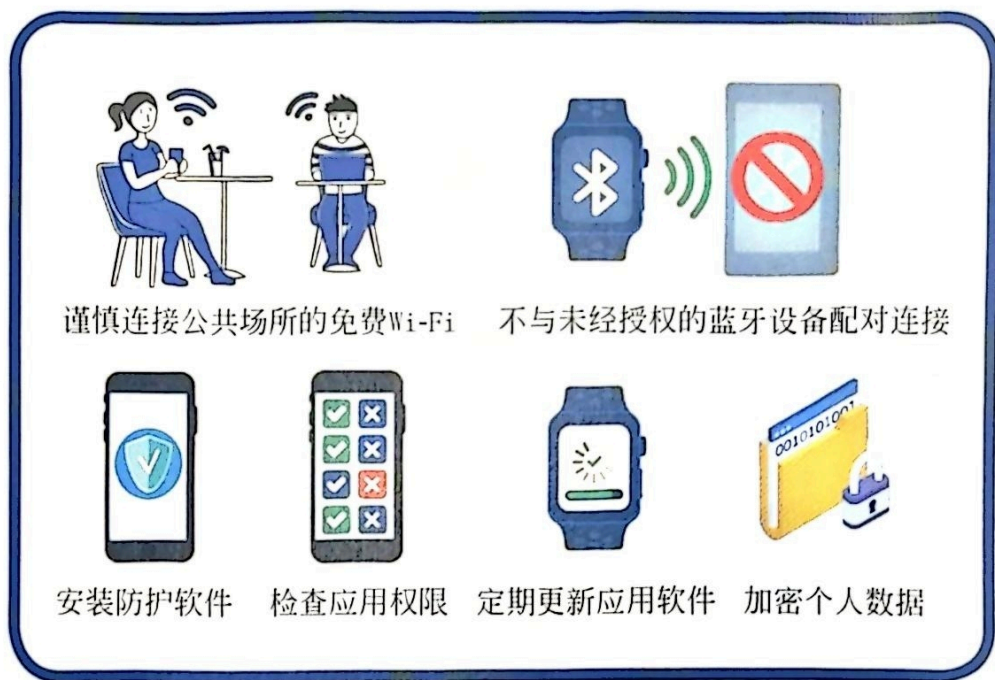 谨慎连接公共场所的免费Wi-Fi
不与未经授权的蓝牙设备配对连接
0010101001
安装防护软件
检查应用权限
定期更新应用软件
加密个人数据